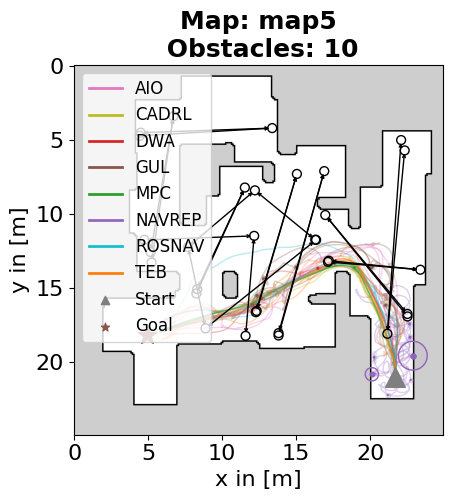 Map: map5
Obstacles: 10
AIO
CADRL
DWA
GUL
MPC
NAVREP
ROSNAV
TEB
Start
Goal
0
5
10
15
20
y in [m]
0 5 10 15 20
x in [m]